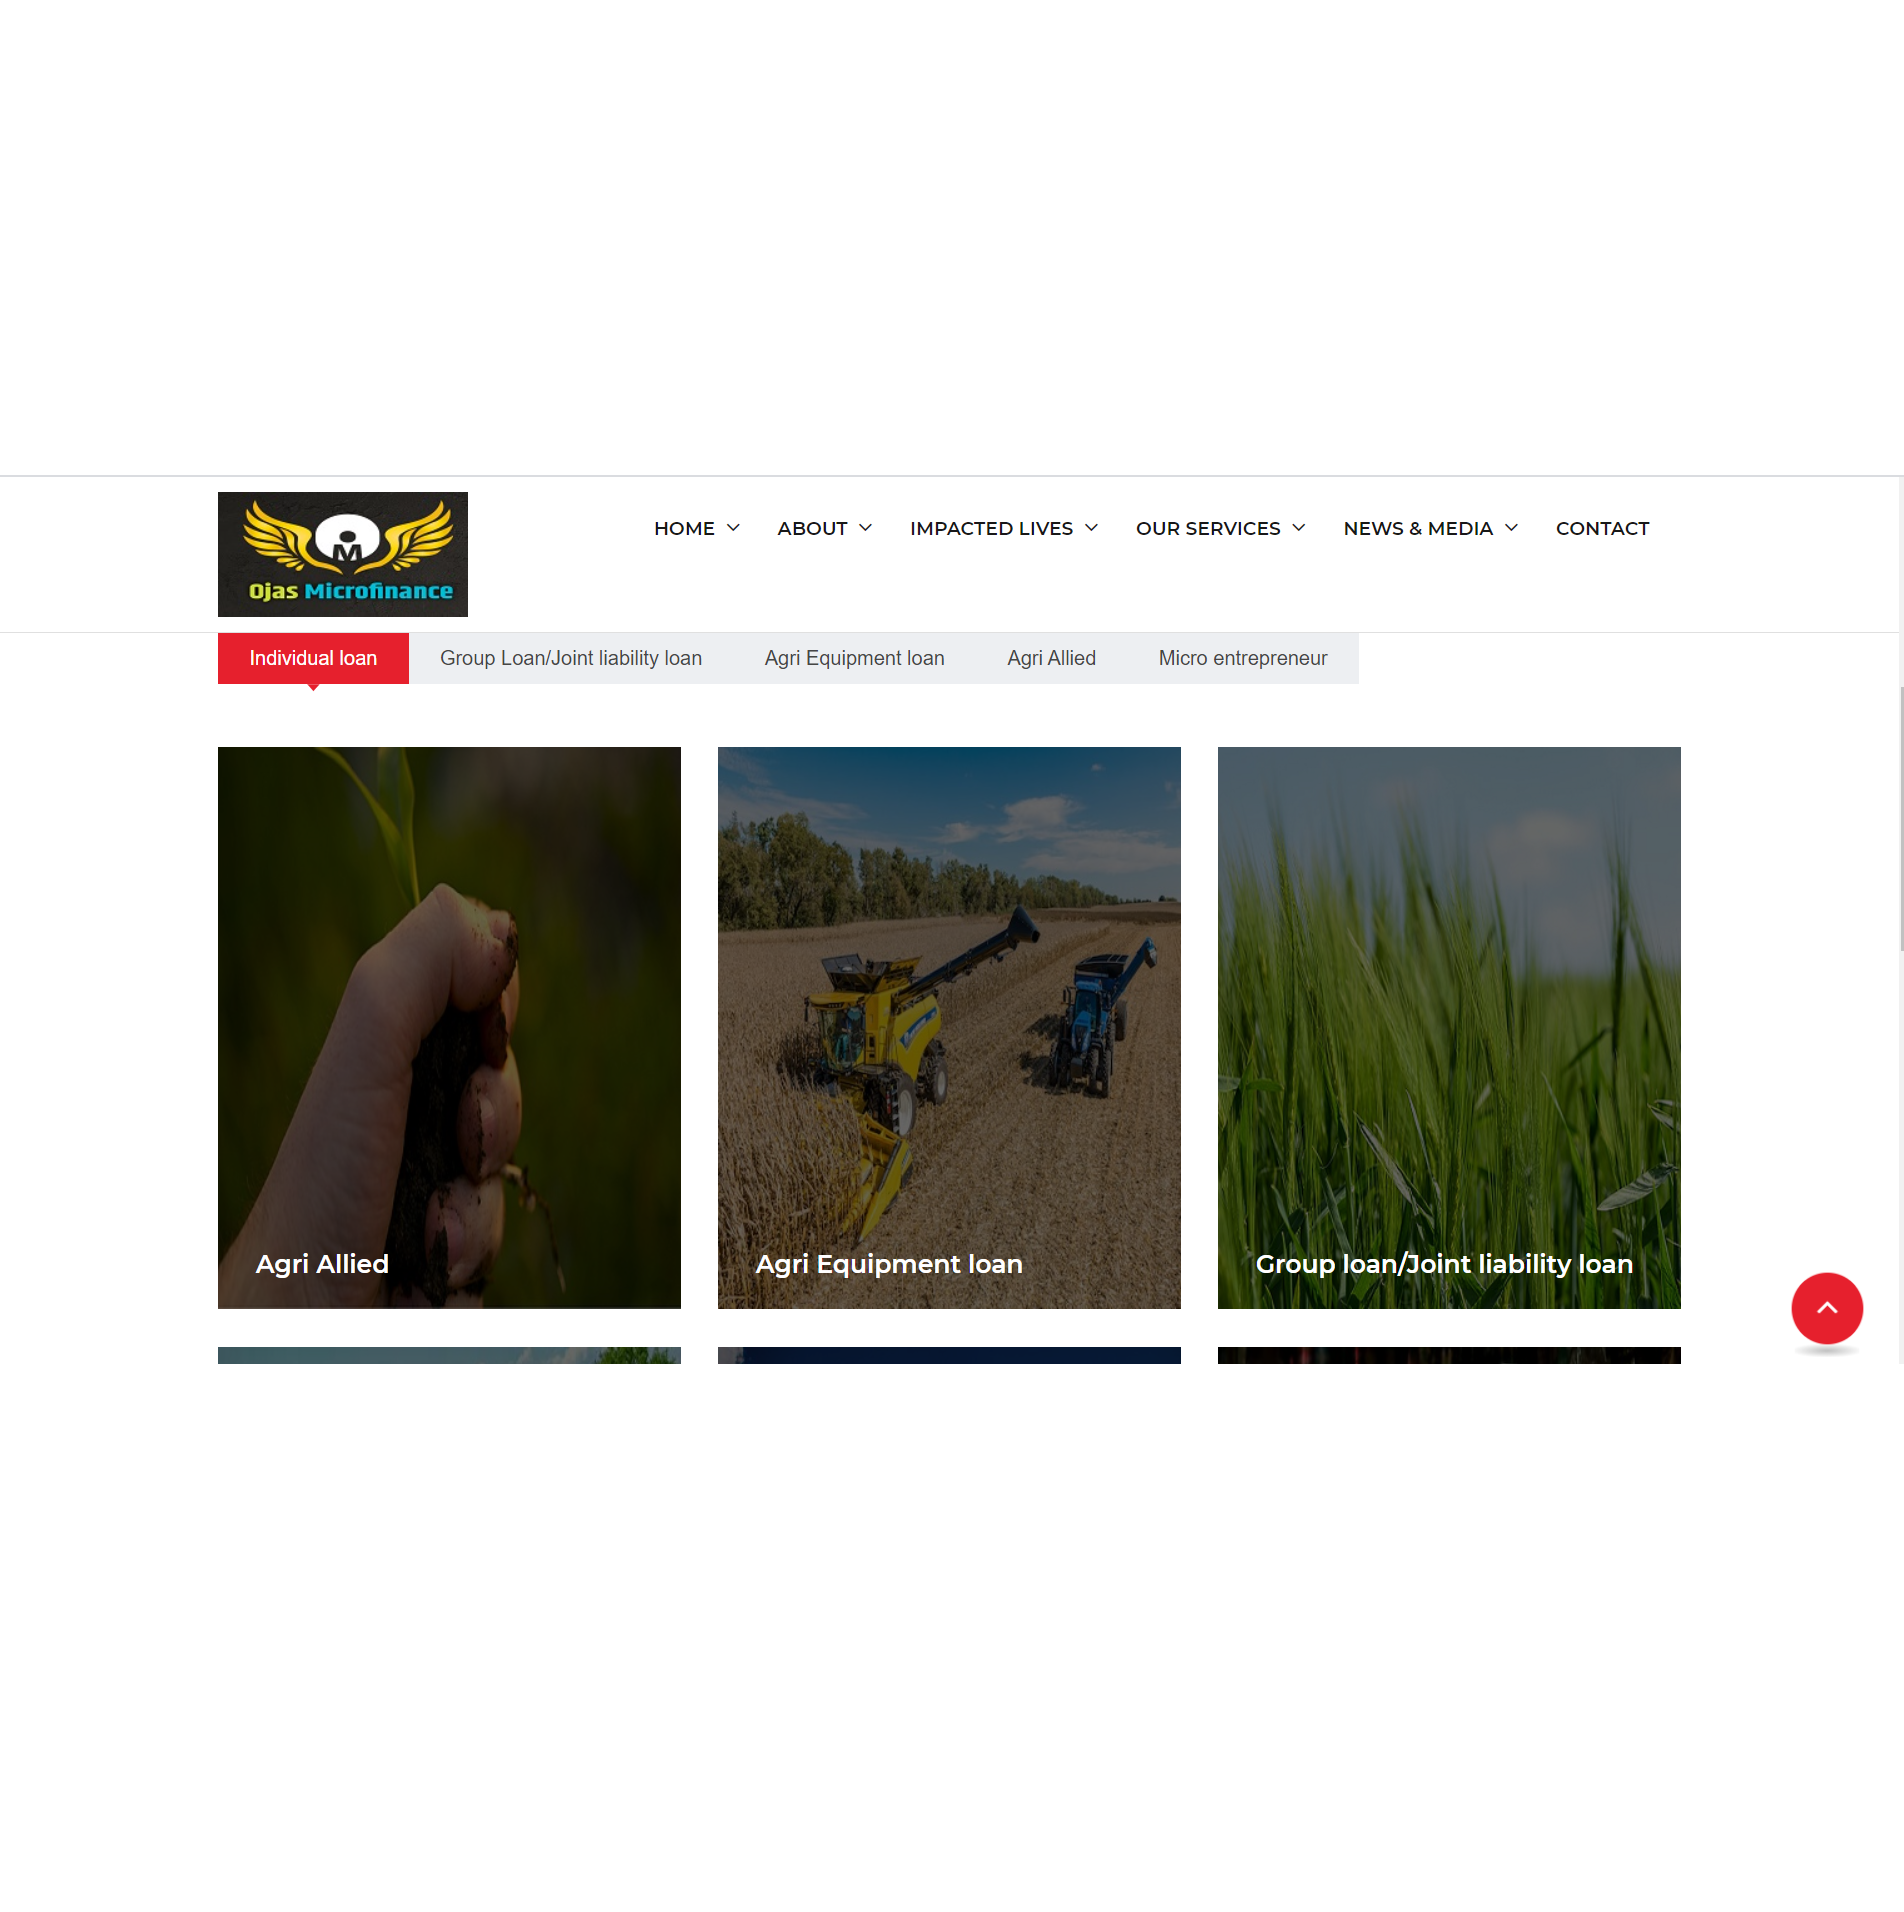 HOME ABOUT IMPACTED LIVES OUR SERVICES NEWS & MEDIA CONTACT
M
Ojas Microfinance
Individual loan Group Loan/Joint liability loan Agri Equipment loan Agri Allied Micro entrepreneur
Agri Allied Agri Equipment loan Group loan/Joint liability loan